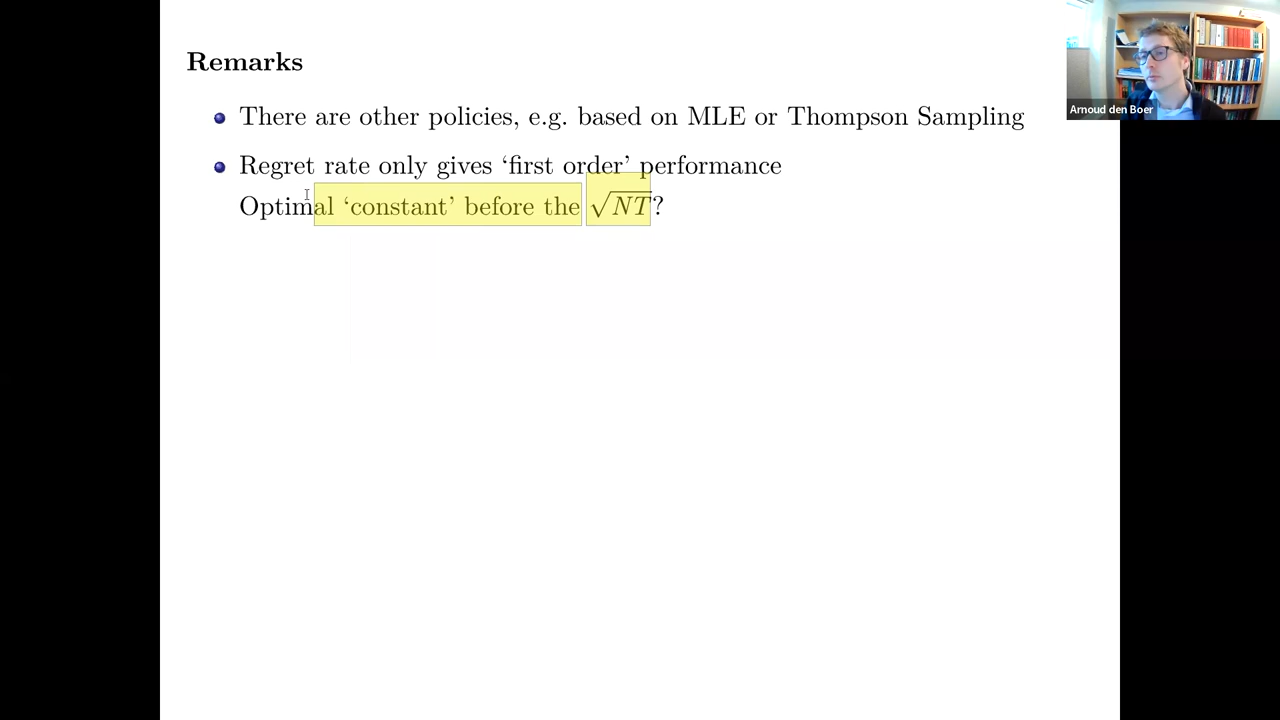 Remarks
There are other policies, e.g. based on MLE or Thompson Sampling
Regret rate only gives ‘first order’ performance
Optimal ‘constant’ before the √NT?
Arnoud den Boer